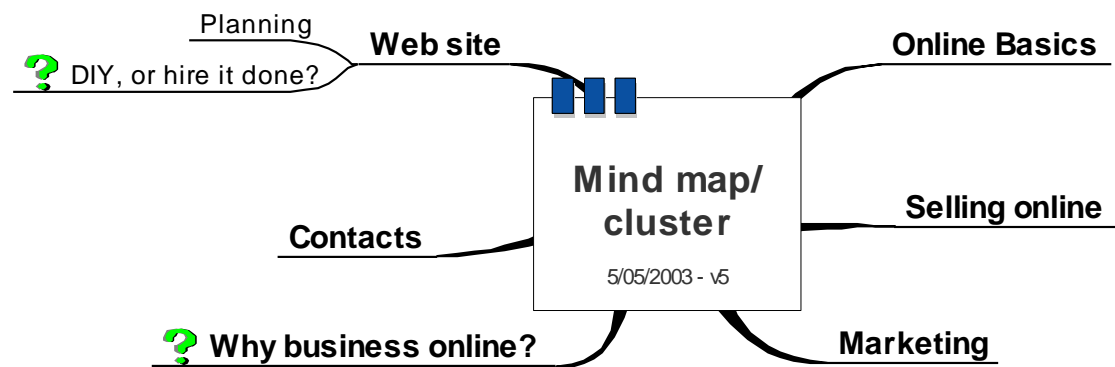 Planning
DIY, or hire it done?
Web site
Online Basics
Mind map/
cluster
5/05/2003 - v5
Selling online
Contacts
Why business online?
Marketing